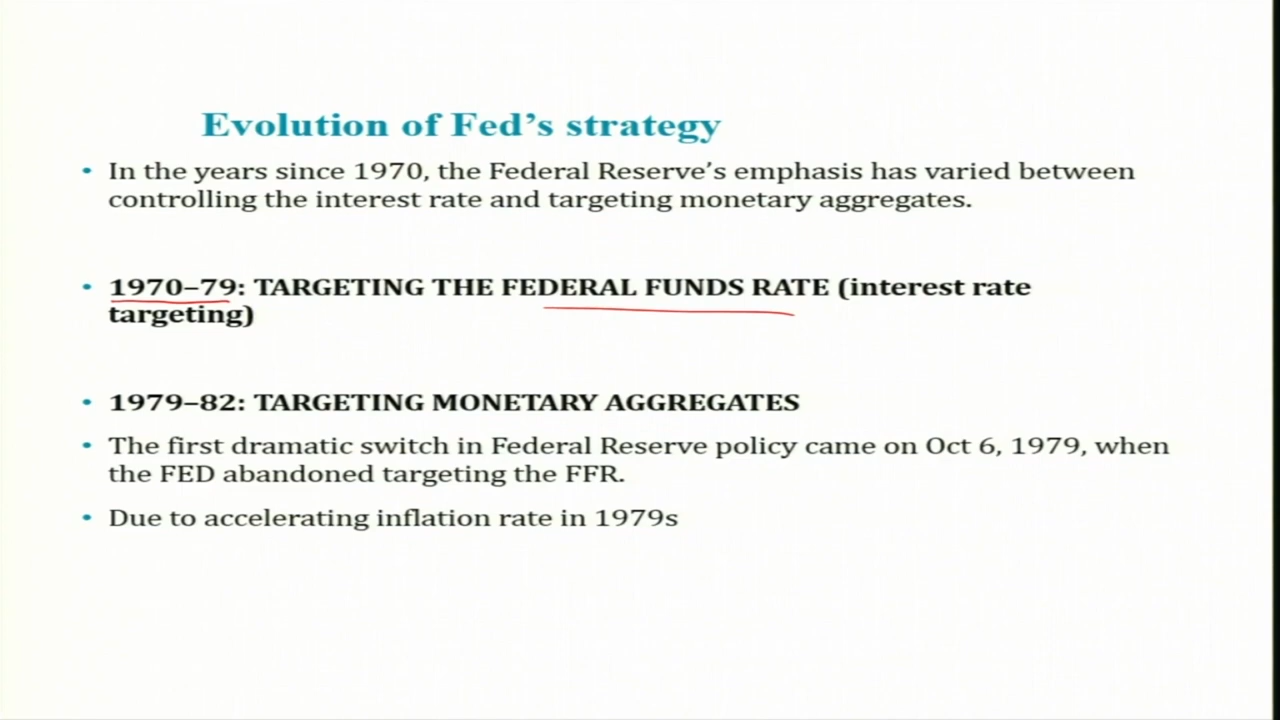 Evolution of Fed’s strategy
• In the years since 1970, the Federal Reserve’s emphasis has varied between
controlling the interest rate and targeting monetary aggregates.
• 1970–79: TARGETING THE FEDERAL FUNDS RATE (interest rate
targeting)
• 1979–82: TARGETING MONETARY AGGREGATES
• The first dramatic switch in Federal Reserve policy came on Oct 6, 1979, when
the FED abandoned targeting the FFR.
• Due to accelerating inflation rate in 1979s